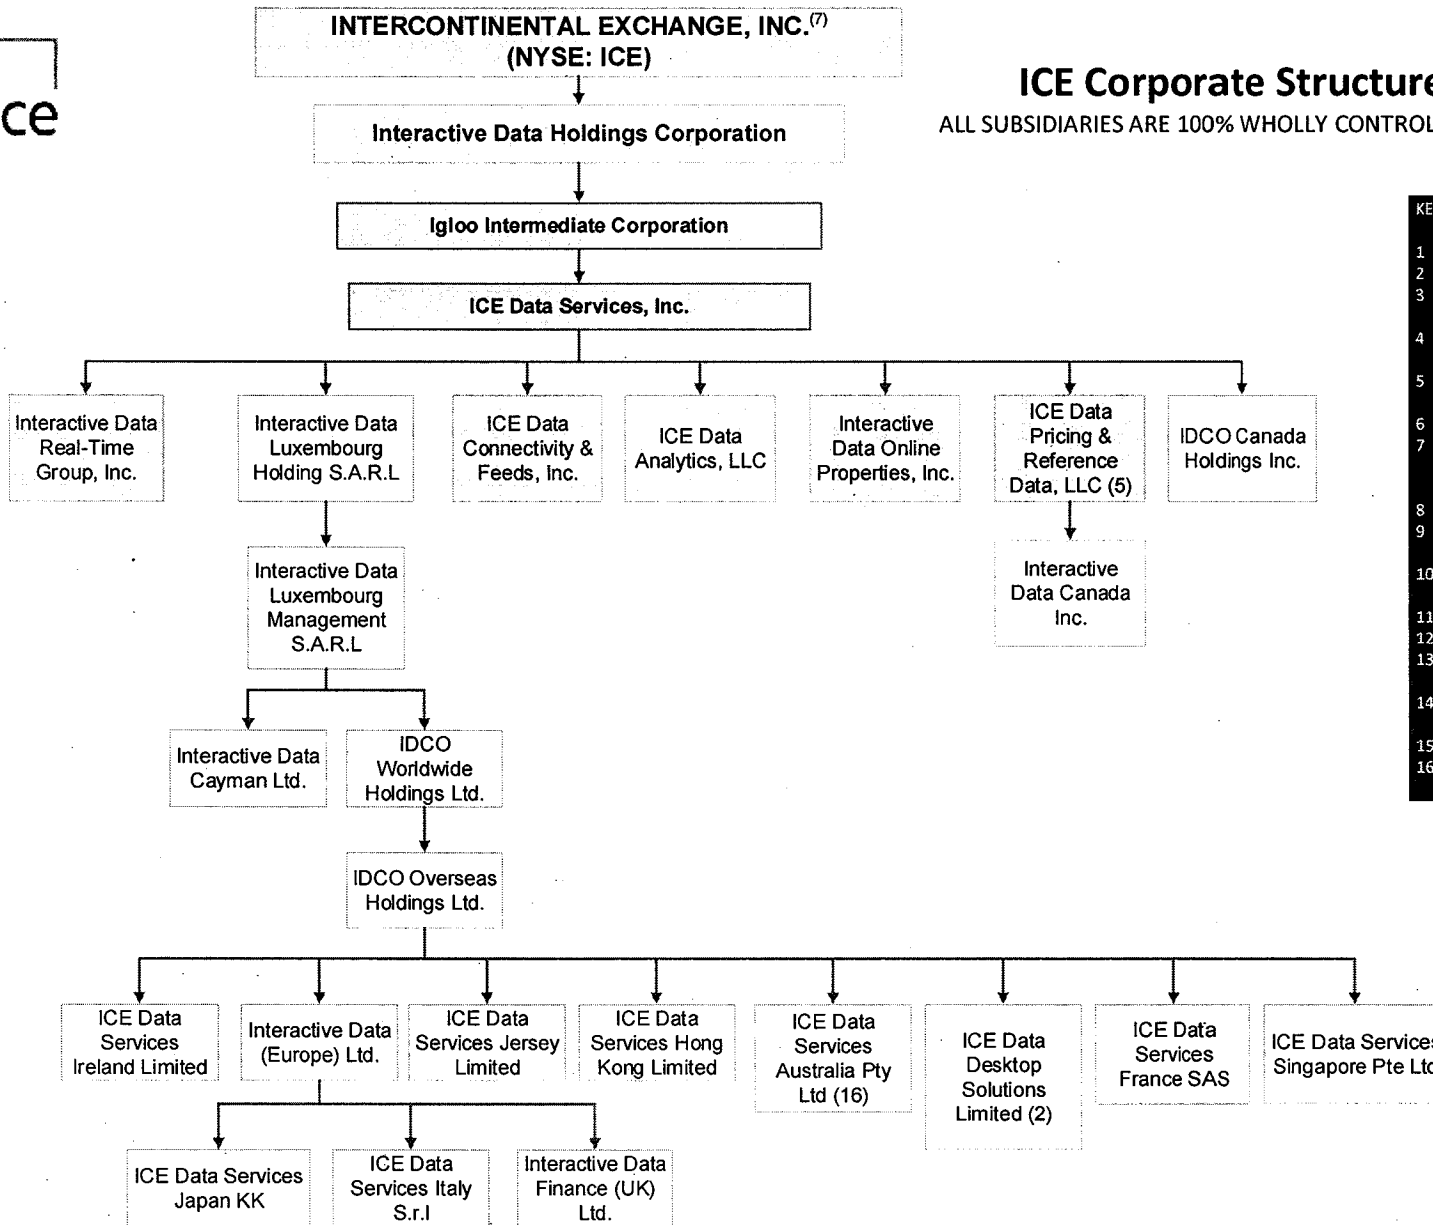 INTERCONTINENTAL EXCHANGE, INC.(7)
(NYSE: ICE)
ce
ICE Corporate Structure
ALL SUBSIDIARIES ARE 100% WHOLLY CONTROL
Interactive Data Holdings Corporation
Igloo Intermediate Corporation
ICE Data Services, Inc.
KE
1
2
3
4
5
6
7
8
9
10
11
12
13
14
15
16
Interactive Data
Real-Time
Group, Inc.
Interactive Data
Luxembourg
Holding S.A.R.L
ICE Data
Connectivity &
Feeds, Inc.
ICE Data
Analytics, LLC
Interactive
Data Online
Properties, Inc.
ICE Data
Pricing &
Reference
Data, LLC (5)
IDCO Canada
Holdings Inc.
Interactive Data
Luxembourg
Management
S.A.R.L
Interactive
Data Canada
Inc.
Interactive Data
Cayman Ltd.
IDCO
Worldwide
Holdings Ltd.
IDCO Overseas
Holdings Ltd.
ICE Data
Services
Ireland Limited
Interactive Data
(Europe) Ltd.
ICE Data
Services Jersey
Limited
ICE Data
Services Hong
Kong Limited
ICE Data
Services
Australia Pty
Ltd (16)
ICE Data
Desktop
Solutions
Limited (2)
ICE Data
Services
France SAS
ICE Data Services
Singapore Pte Ltd
ICE Data Services
Japan KK
ICE Data
Services Italy
S.r.l
Interactive Data
Finance (UK)
Ltd.